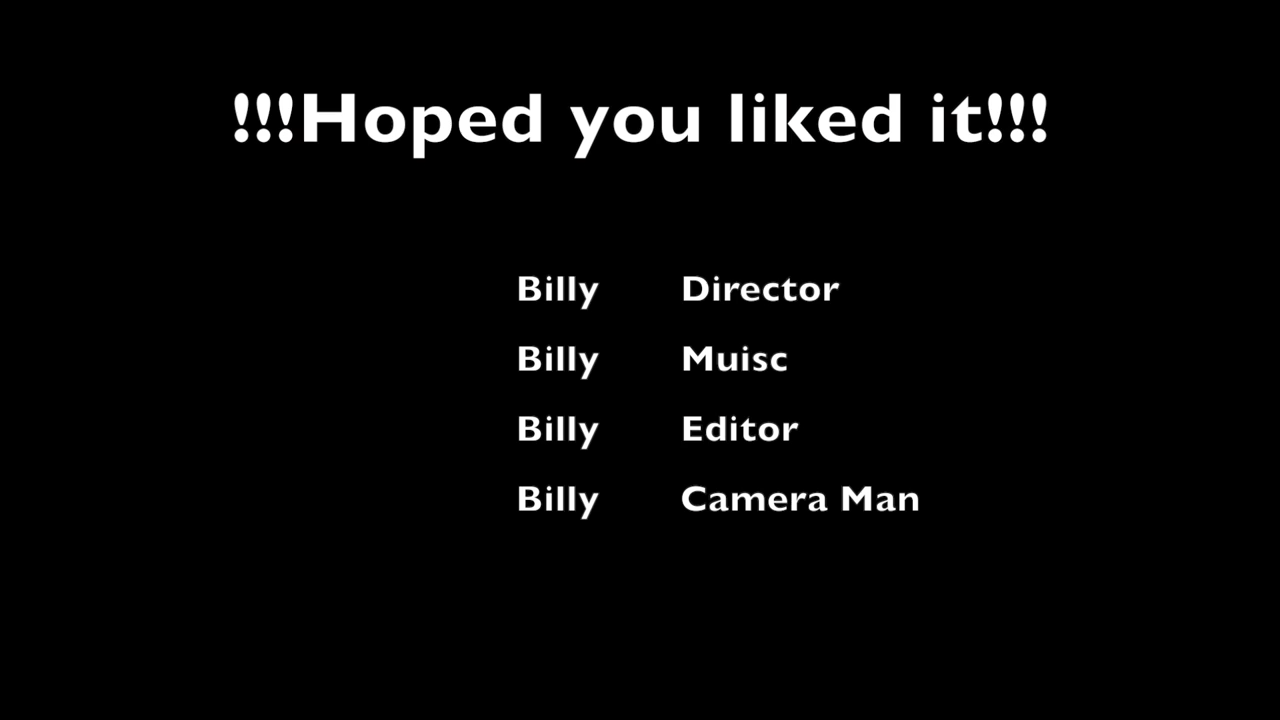 !!!Hoped you liked it!!!
Billy Director
Billy Muisc
Billy Editor
Billy Camera Man